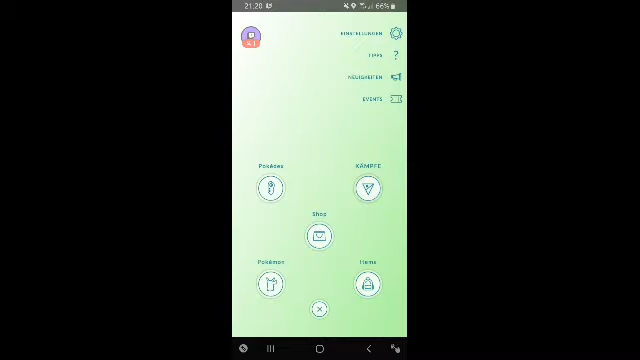 21.20
66%
EINSTELLUNGEN
TIPPS
NEUIGKEITEN
EVENTS
Pokédex
KÄMPFE
Shop
Pokémon
Items